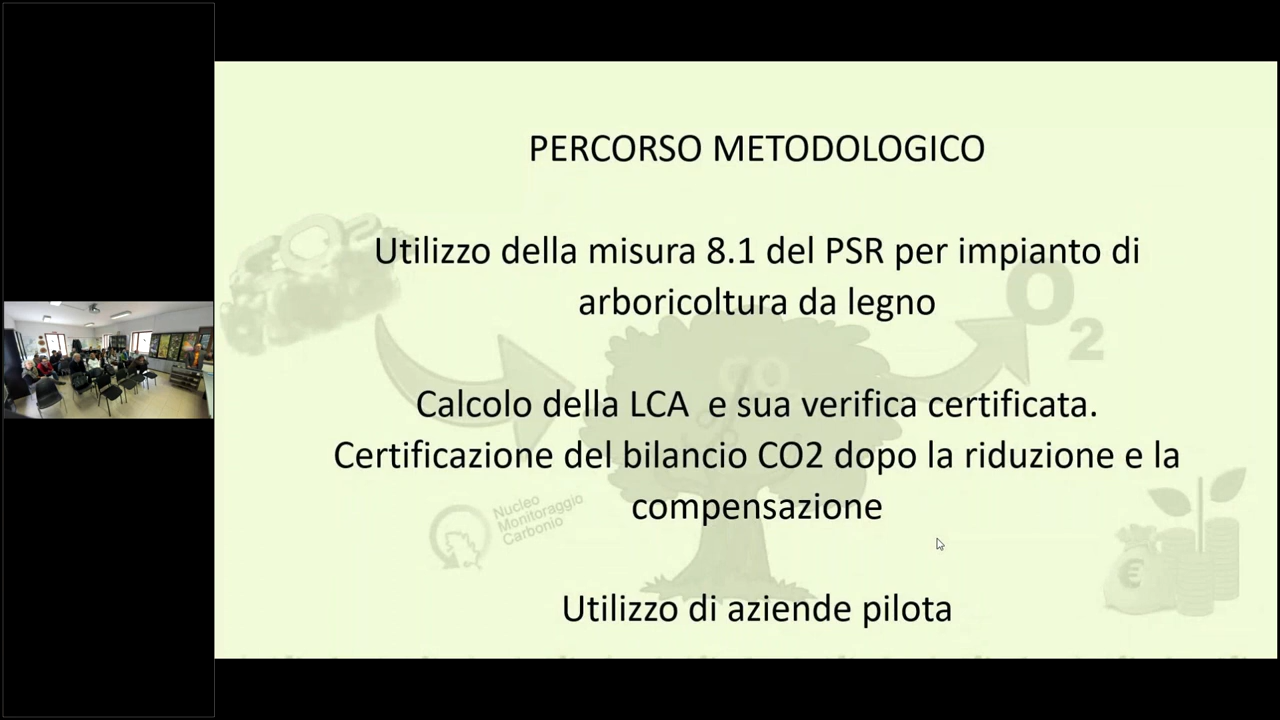 PERCORSO METODOLOGICO
Utilizzo della misura 8.1 del PSR per impianto di
arboricoltura da legno
O2
Calcolo della LCA e sua verifica certificata.
Certificazione del bilancio CO2 dopo la riduzione e la
compensazione
Nucleo
Monitoraggio
Carbonio
€
Utilizzo di aziende pilota